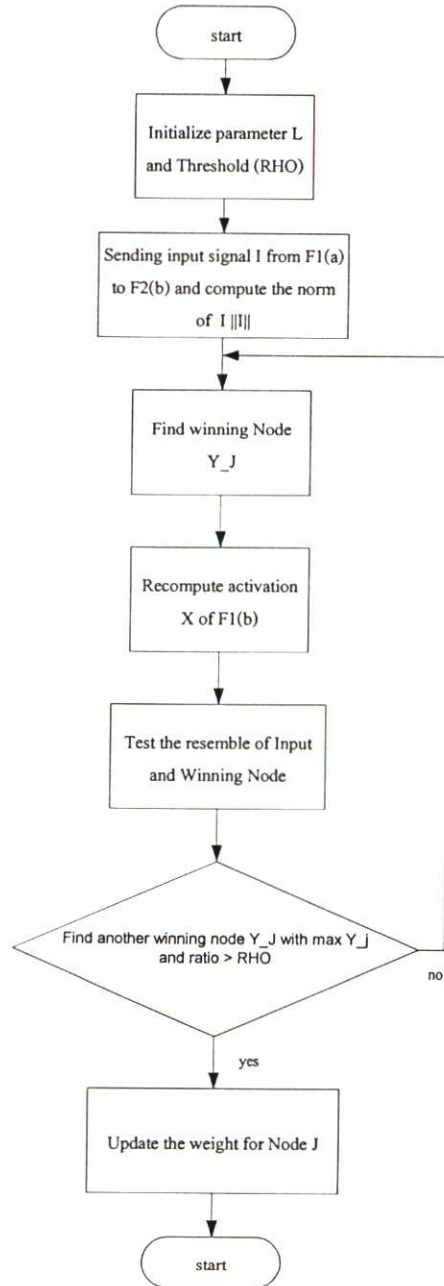 start
Initialize parameter L
and Threshold (RHO)
Sending input signal I from F1(a)
to F2(b) and compute the norm
of I ||I||
Find winning Node
Y_J
Recompute activation
X of F1(b)
Test the resemble of Input
and Winning Node
Find another winning node Y_J with max Y_j
and ratio > RHO
no
yes
Update the weight for Node J
start